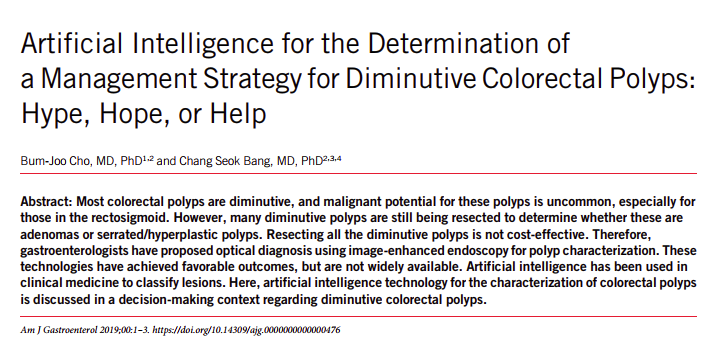 Artificial Intelligence for the Determination of
a Management Strategy for Diminutive Colorectal Polyps:
Hype, Hope, or Help
Bum-Joo Cho, MD, PhD1,2 and Chang Seok Bang, MD, PhD2,3,4
Abstract: Most colorectal polyps are diminutive, and malignant potential for these polyps is uncommon, especially for
those in the rectosigmoid. However, many diminutive polyps are still being resected to determine whether these are
adenomas or serrated/hyperplastic polyps. Resecting all the diminutive polyps is not cost-effective. Therefore,
gastroenterologists have proposed optical diagnosis using image-enhanced endoscopy for polyp characterization. These
technologies have achieved favorable outcomes, but are not widely available. Artificial intelligence has been used in
clinical medicine to classify lesions. Here, artificial intelligence technology for the characterization of colorectal polyps
is discussed in a decision-making context regarding diminutive colorectal polyps.
Am J Gastroenterol 2019;00:1–3. https://doi.org/10.14309/ajg.0000000000000476